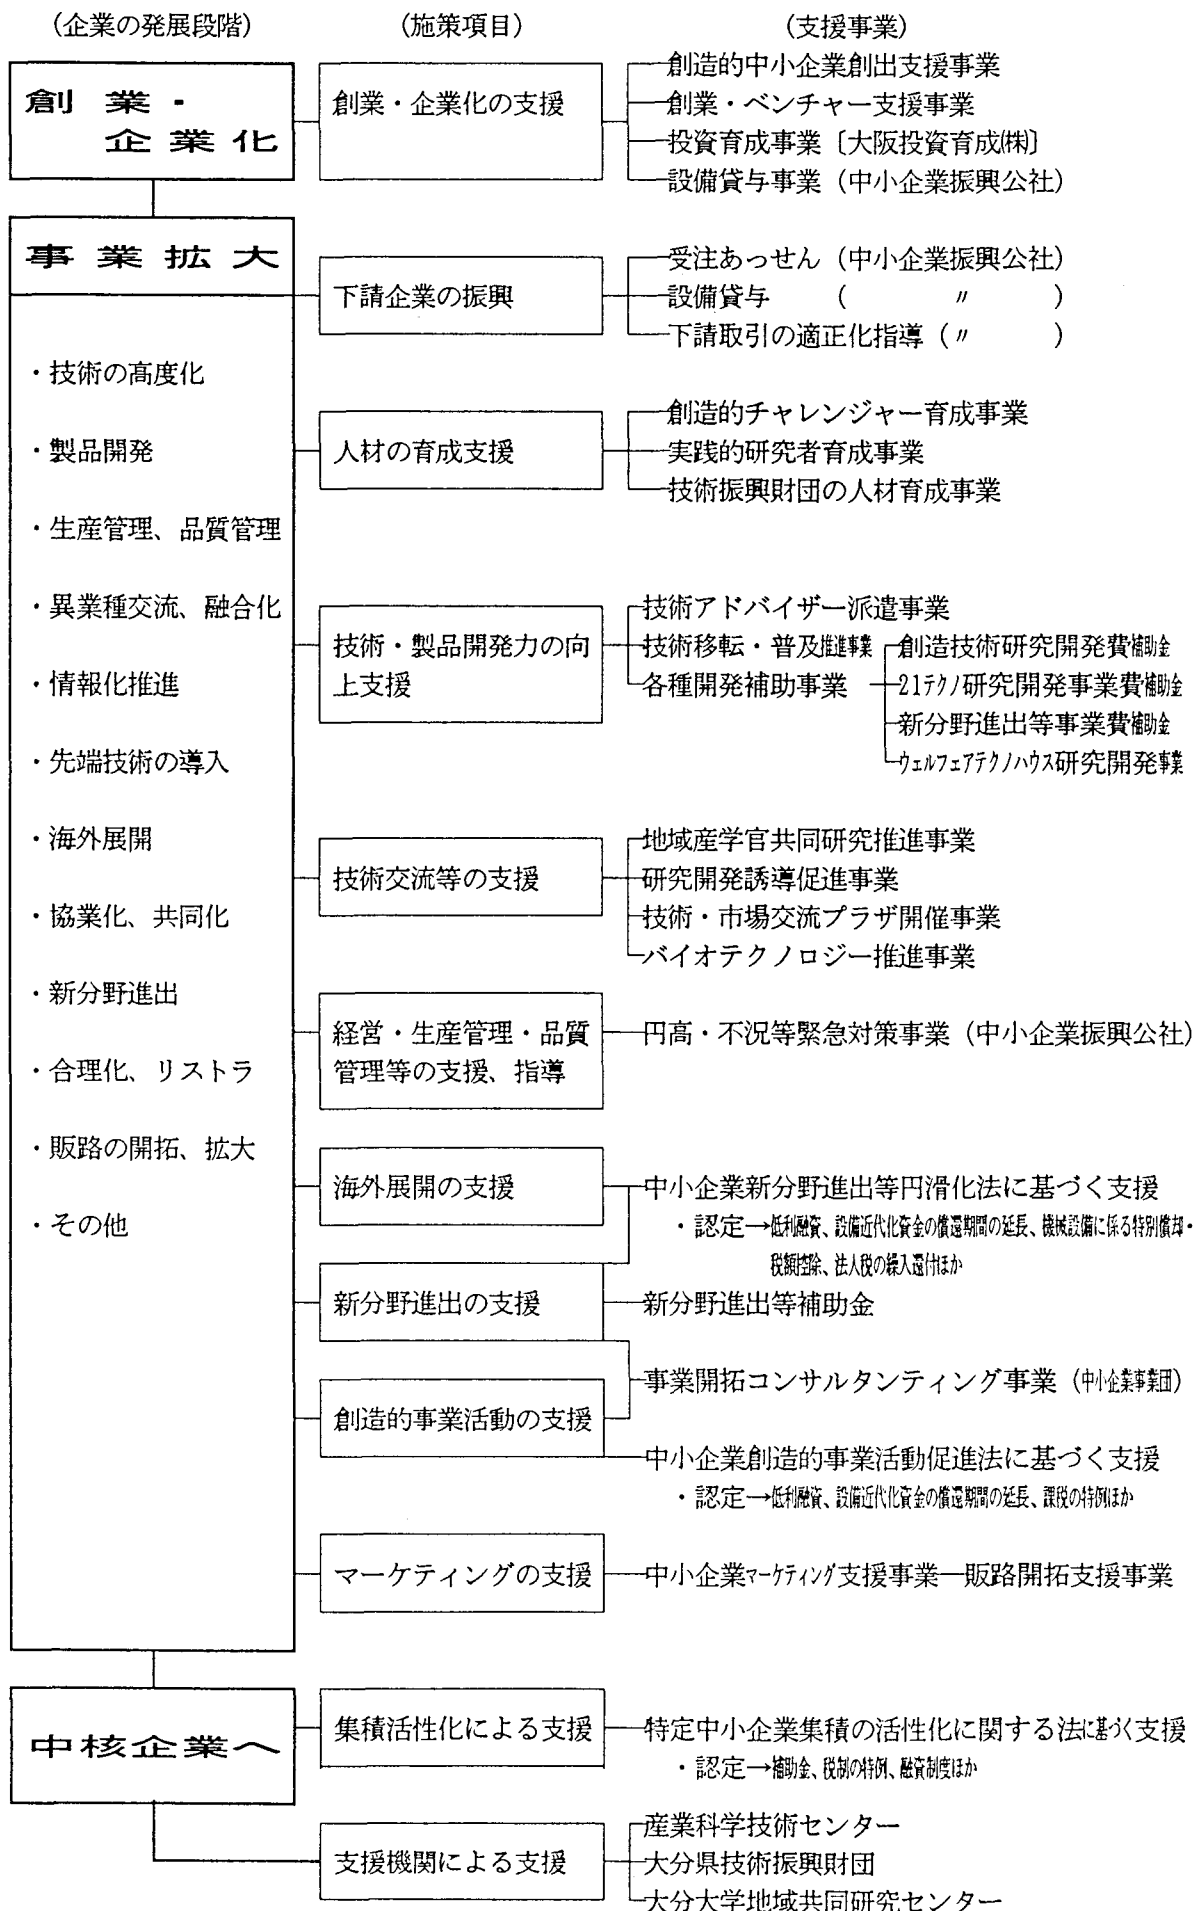 (企業の発展段階)
(施策項目)
(支援事業)
創業・
企業化
創業・企業化の支援
創造的中小企業創出支援事業
創業・ベンチャー支援事業
投資育成事業〔大阪投資育成㈱〕
設備貸与事業（中小企業振興公社）
事業拡大
・技術の高度化
・製品開発
・生産管理、品質管理
・異業種交流、融合化
・情報化推進
・先端技術の導入
・海外展開
・協業化、共同化
・新分野進出
・合理化、リストラ
・販路の開拓、拡大
・その他
下請企業の振興
受注あっせん（中小企業振興公社）
設備貸与　　（　　　〃　　　）
下請取引の適正化指導（〃　　　）
人材の育成支援
創造的チャレンジャー育成事業
実践的研究者育成事業
技術振興財団の人材育成事業
技術・製品開発力の向
上支援
技術アドバイザー派遣事業
技術移転・普及推進事業
各種開発補助事業
創造技術研究開発費補助金
21テクノ研究開発事業費補助金
新分野進出等事業費補助金
ウェルフェアテクノハウス研究開発事業
技術交流等の支援
地域産学官共同研究推進事業
研究開発誘導促進事業
技術・市場交流プラザ開催事業
バイオテクノロジー推進事業
経営・生産管理・品質
管理等の支援、指導
円高・不況等緊急対策事業（中小企業振興公社）
海外展開の支援
中小企業新分野進出等円滑化法に基づく支援
・認定→低利融資、設備近代化資金の償還期間の延長、機械設備に係る特別償却・
税額控除、法人税の繰入還付ほか
新分野進出の支援
新分野進出等補助金
事業開拓コンサルタンティング事業（中小企業事業団）
創造的事業活動の支援
中小企業創造的事業活動促進法に基づく支援
・認定→低利融資、設備近代化資金の償還期間の延長、課税の特例ほか
マーケティングの支援
中小企業マーケティング支援事業―販路開拓支援事業
中核企業へ
集積活性化による支援
特定中小企業集積の活性化に関する法に基づく支援
・認定→補助金、税制の特例、融資制度ほか
支援機関による支援
産業科学技術センター
大分県技術振興財団
大分大学地域共同研究センター